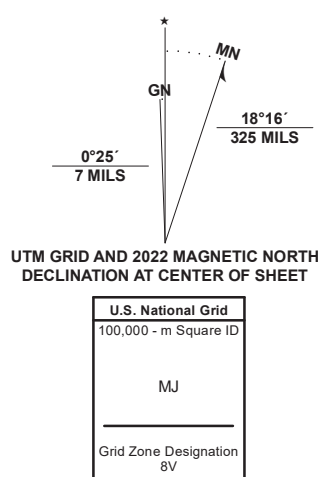 ★
MN
GN
18°16´
325 MILS
0°25´
7 MILS
UTM GRID AND 2022 MAGNETIC NORTH
DECLINATION AT CENTER OF SHEET
U.S. National Grid
100,000 - m Square ID
MJ
Grid Zone Designation
8V